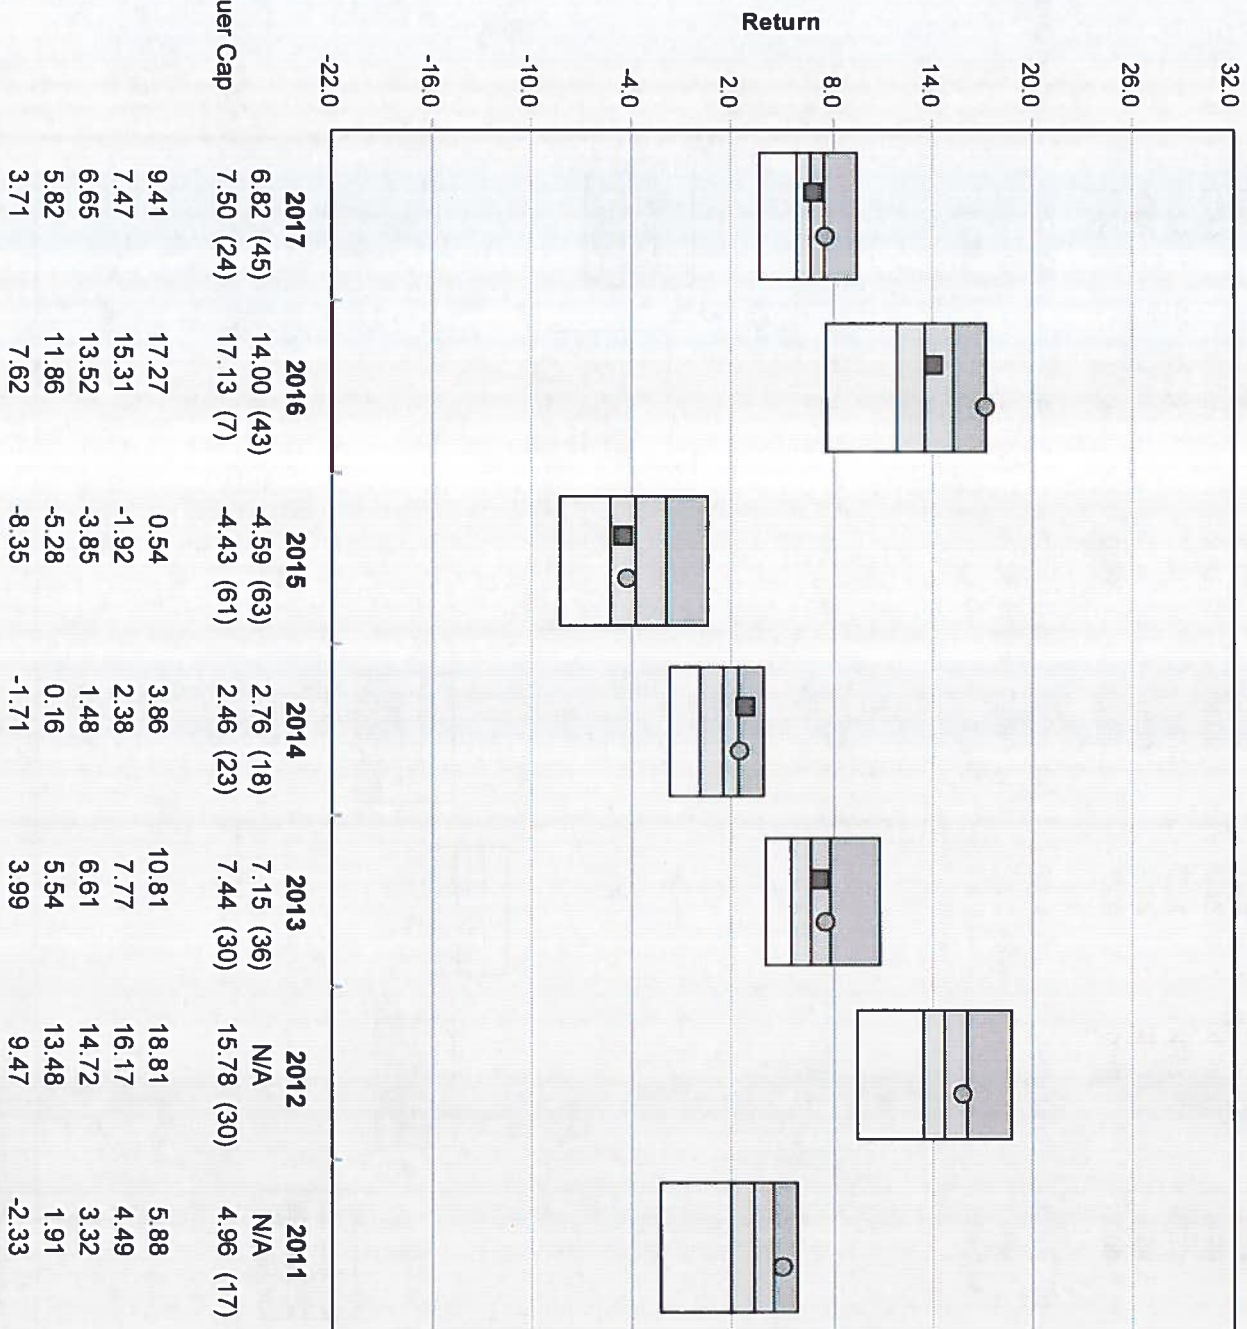 Return
32.0
26.0
20.0
14.0
8.0
2.0
-4.0
-10.0
-16.0
-22.0
2017 2016 2015 2014 2013 2012 2011
6.82 (45) 14.00 (43) -4.59 (63) 2.76 (18) 7.15 (36) N/A N/A
uer Cap 7.50 (24) 17.13 (7) -4.43 (61) 2.46 (23) 7.44 (30) 15.78 (30) 4.96 (17)
9.41 17.27 0.54 3.86 10.81 18.81 5.88
7.47 15.31 -1.92 2.38 7.77 16.17 4.49
6.65 13.52 -3.85 1.48 6.61 14.72 3.32
5.82 11.86 -5.28 0.16 5.54 13.48 1.91
3.71 7.62 -8.35 -1.71 3.99 9.47 -2.33